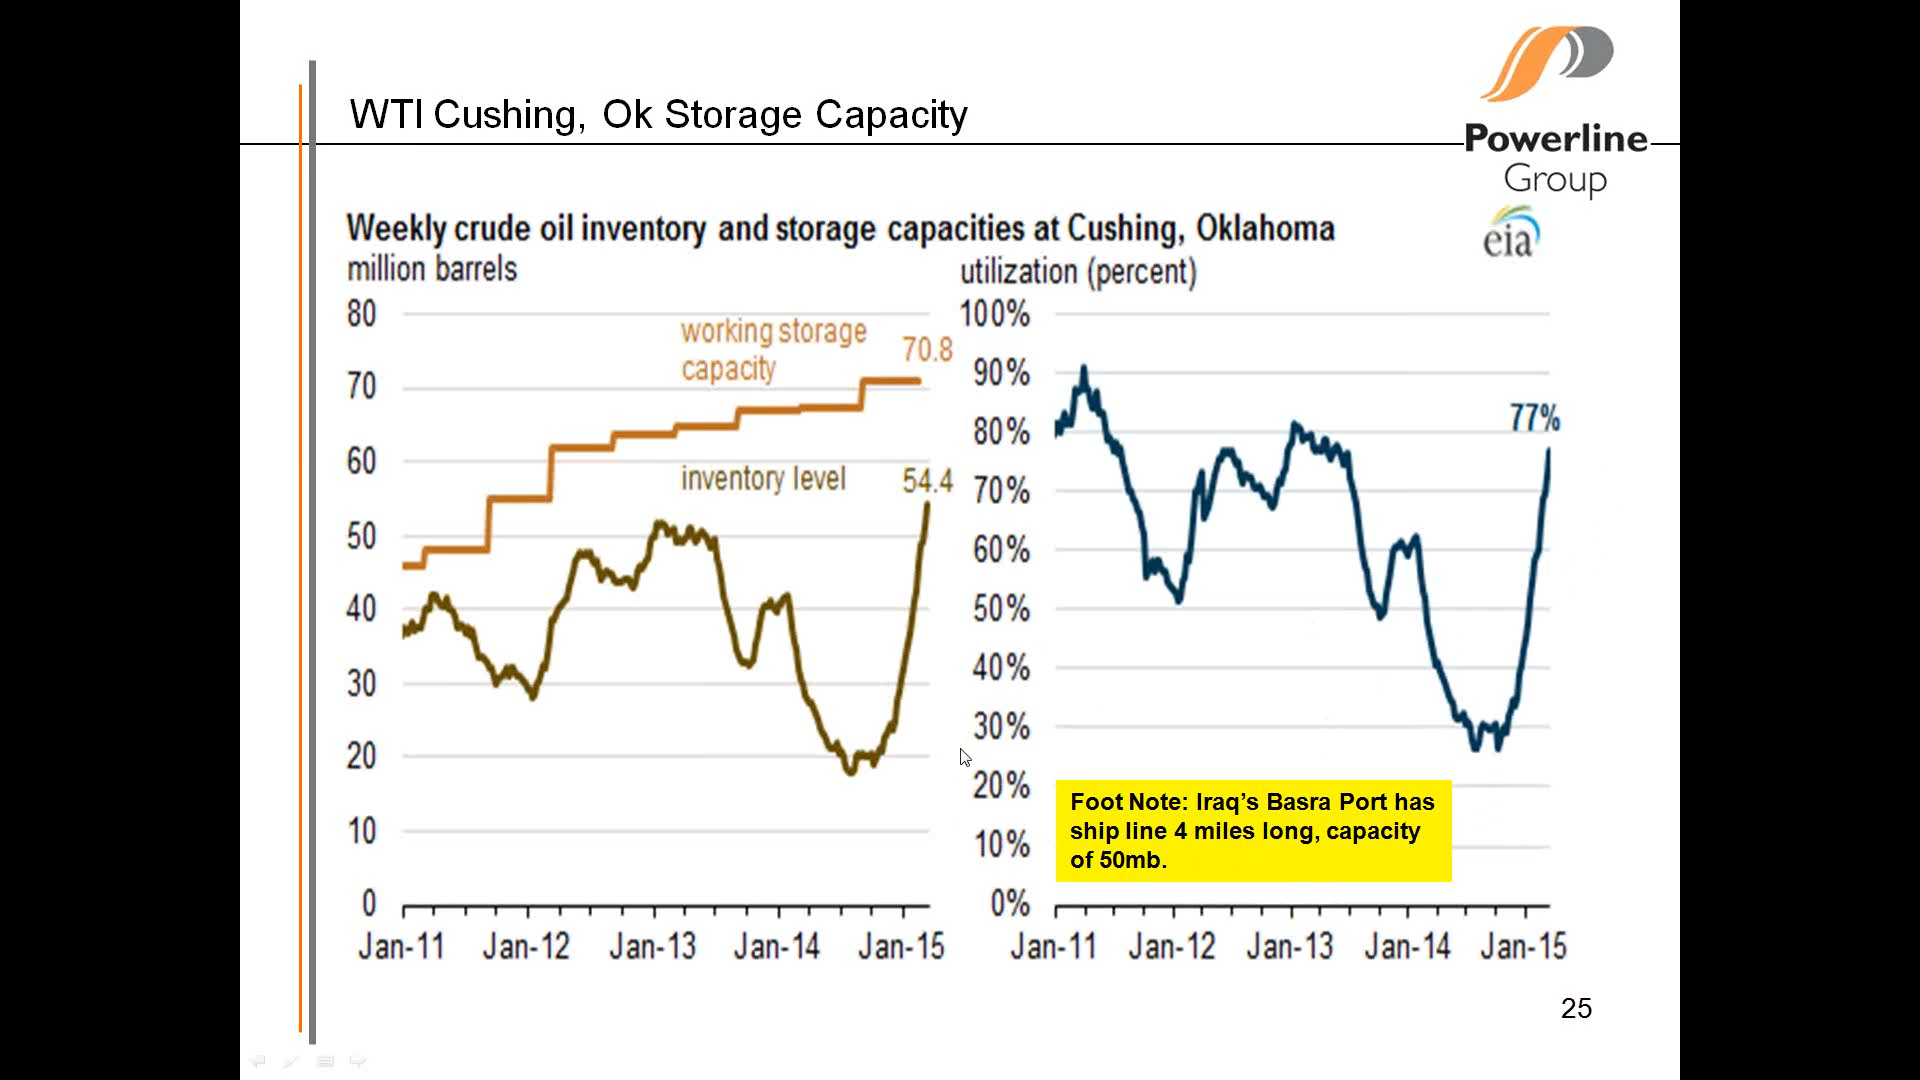 WTI Cushing, Ok Storage Capacity
Powerline
Group
Weekly crude oil inventory and storage capacities at Cushing, Oklahoma
eia
million barrels
utilization (percent)
80
70
60
50
40
30
20
10
0
working storage
capacity
70.8
inventory level
54.4
Jan-11 Jan-12 Jan-13 Jan-14 Jan-15
100%
90%
80%
70%
60%
50%
40%
30%
20%
10%
0%
77%
Foot Note: Iraq’s Basra Port has
ship line 4 miles long, capacity
of 50mb.
Jan-11 Jan-12 Jan-13 Jan-14 Jan-15
25